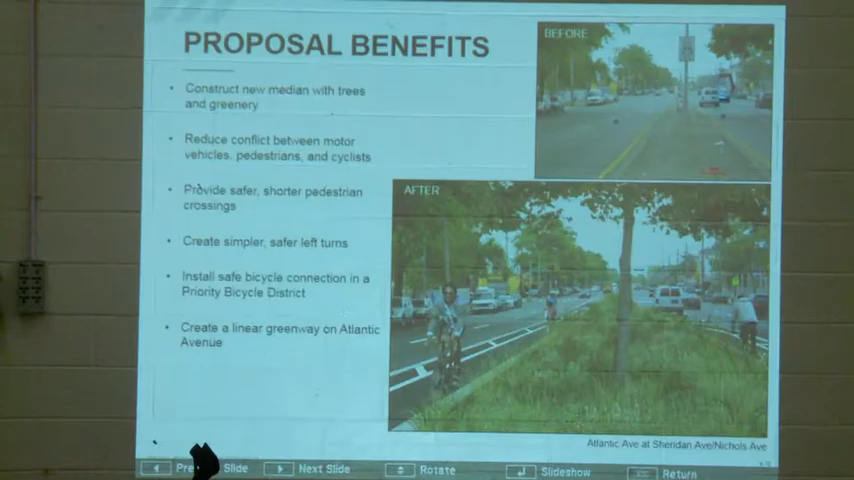 PROPOSAL BENEFITS
• Construct new median with trees
and greenery
• Reduce conflict between motor
vehicles, pedestrians, and cyclists
• Provide safer, shorter pedestrian
crossings
• Create simpler, safer left turns
• Install safe bicycle connection in a
Priority Bicycle District
• Create a linear greenway on Atlantic
Avenue
BEFORE
AFTER
Atlantic Ave at Sheridan Ave/Nichols Ave
Slide
Next Slide
Rotate
Slideshow
Return